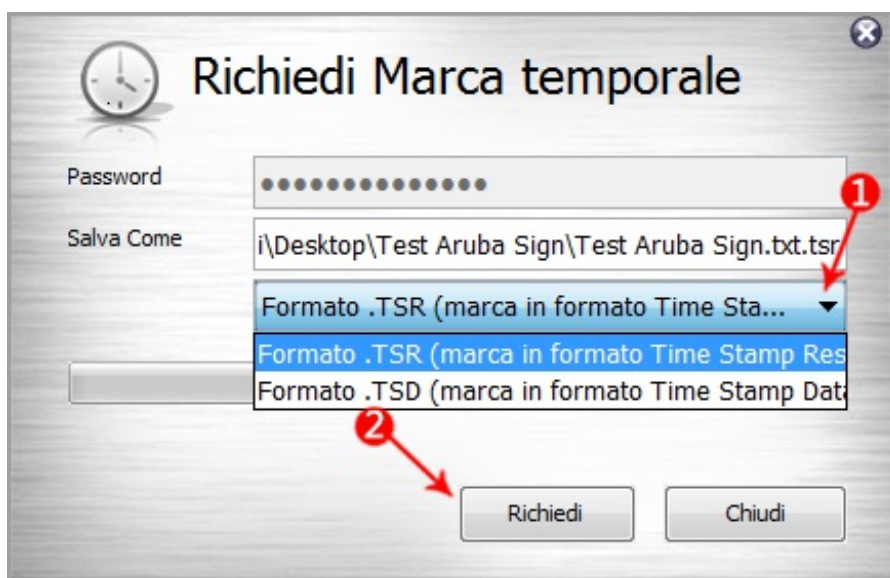 Richiedi Marca temporale
Password
1
Salva Come
i\Desktop\Test Aruba Sign\Test Aruba Sign.txt.tsr
Formato .TSR (marca in formato Time Sta...
Formato .TSR (marca in formato Time Stamp Res
Formato .TSD (marca in formato Time Stamp Data
2
Richiedi
Chiudi